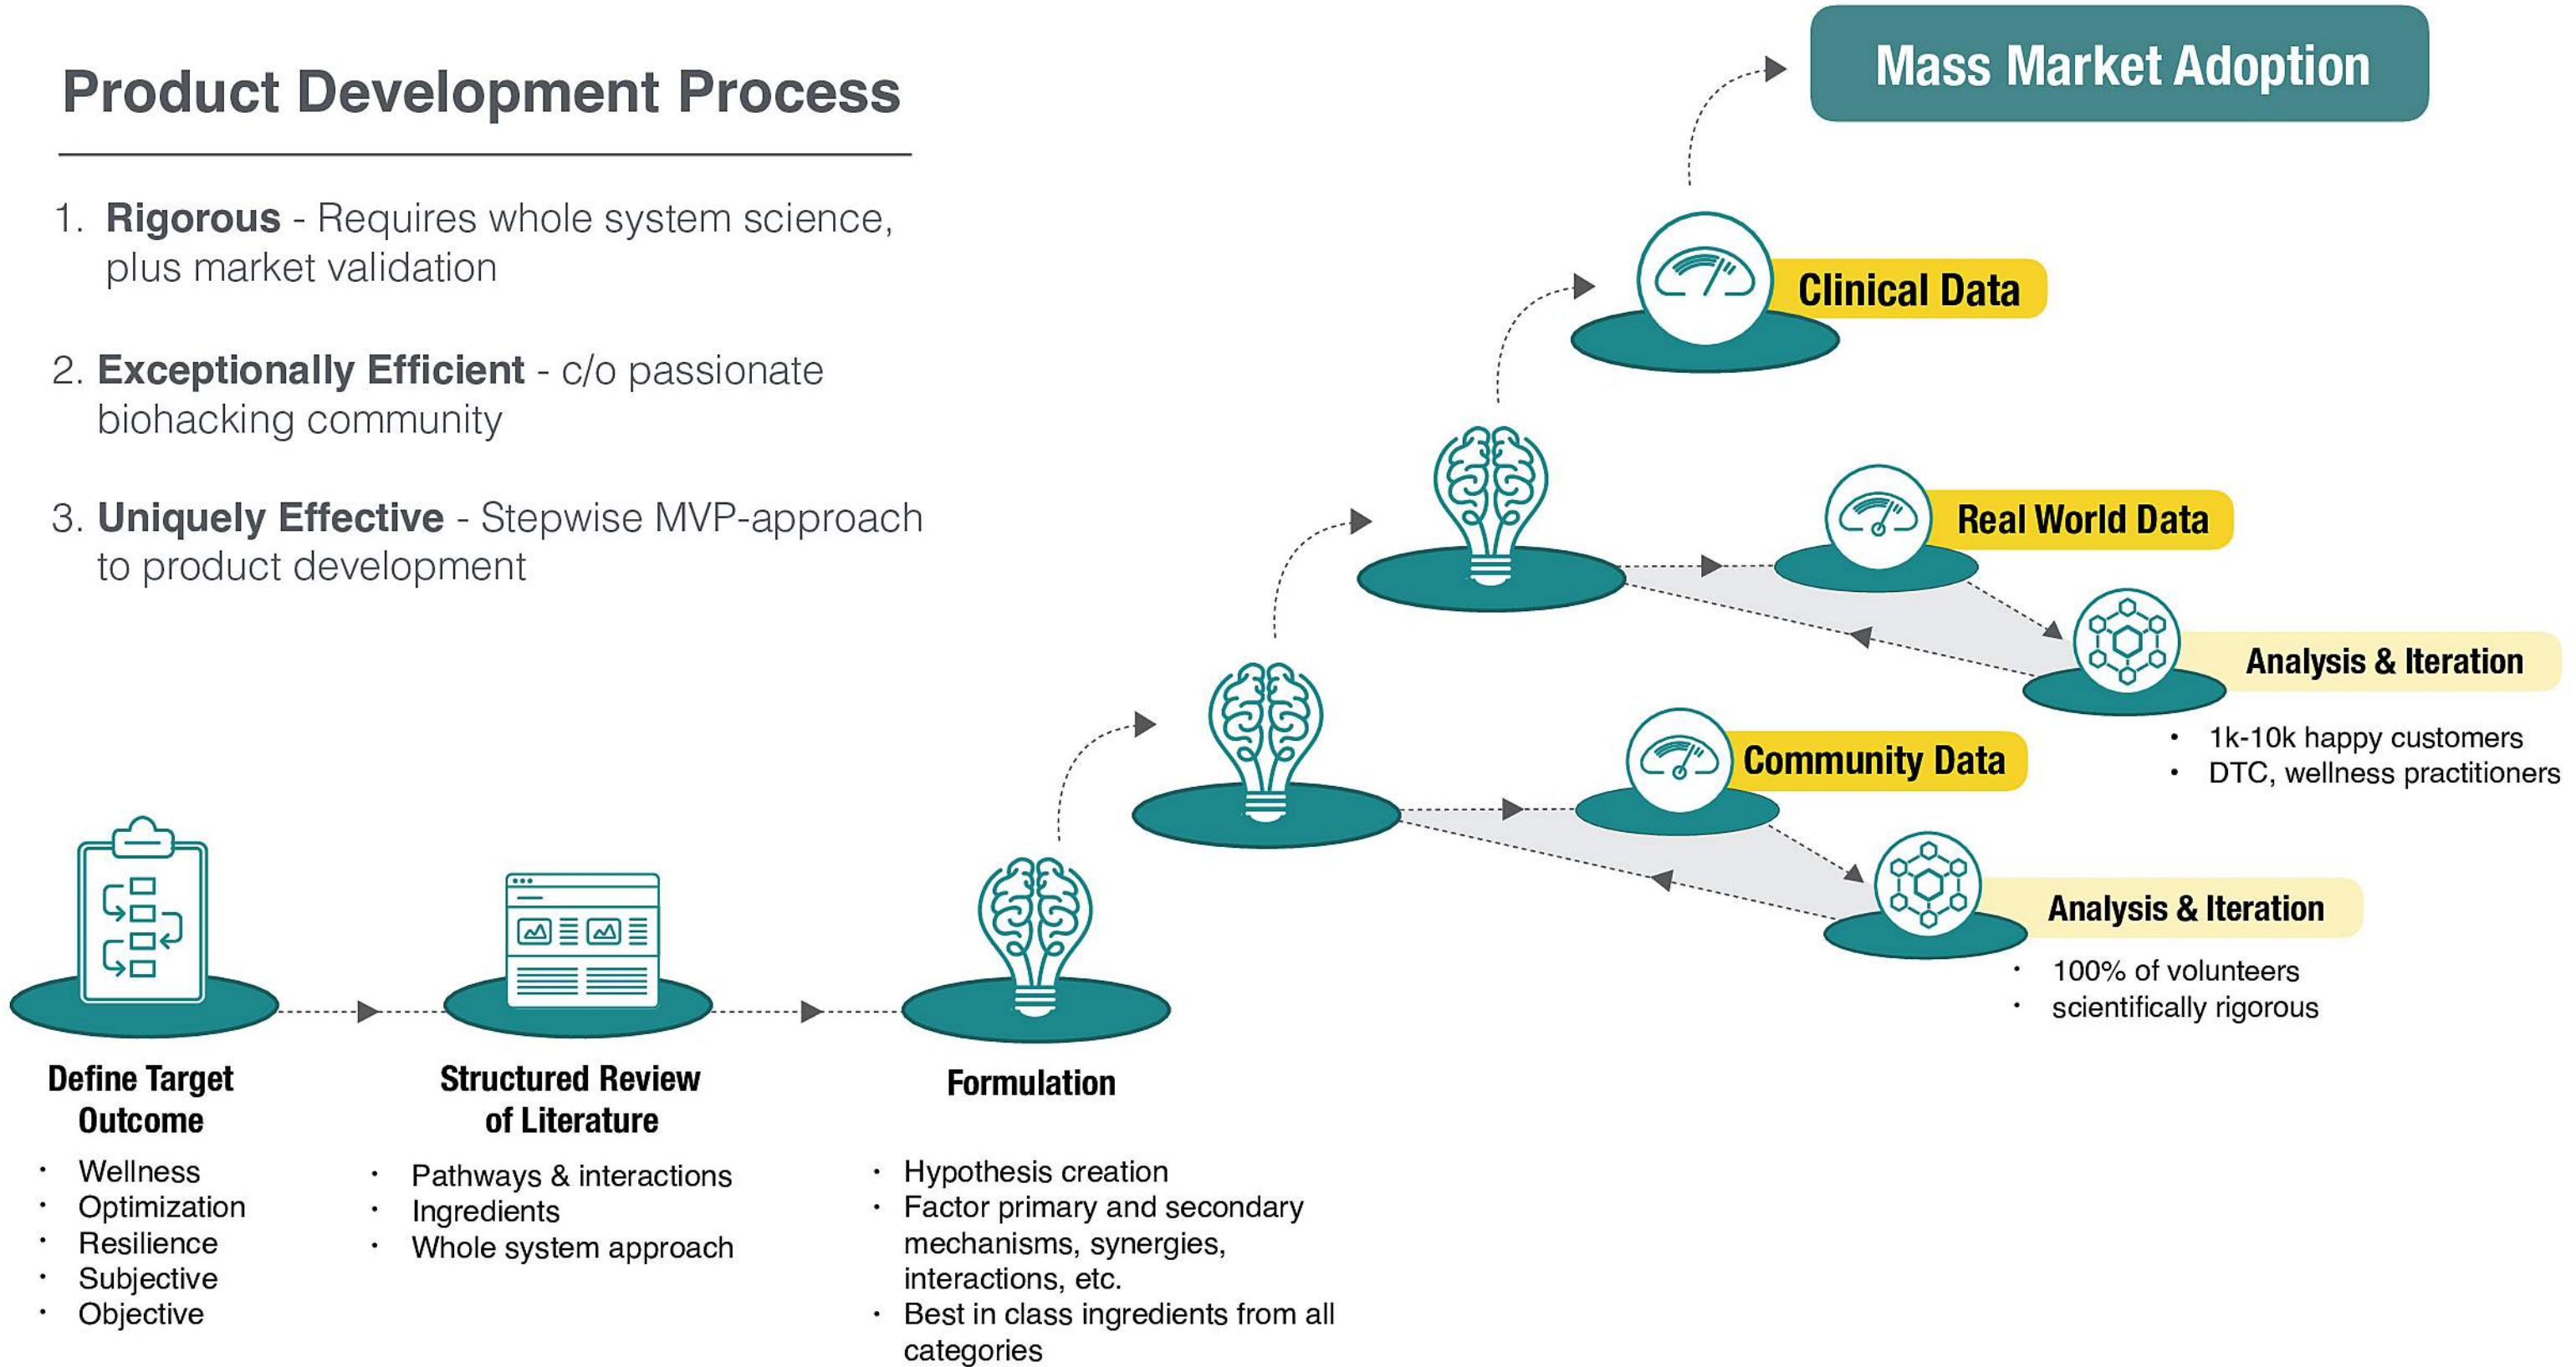 Product Development Process
1. Rigorous - Requires whole system science,
plus market validation
2. Exceptionally Efficient - c/o passionate
biohacking community
3. Uniquely Effective - Stepwise MVP-approach
to product development
Mass Market Adoption
Clinical Data
Real World Data
Analysis & Iteration
• 1k-10k happy customers
• DTC, wellness practitioners
Community Data
Analysis & Iteration
• 100% of volunteers
• scientifically rigorous
Define Target
Outcome
• Wellness
• Optimization
• Resilience
• Subjective
• Objective
Structured Review
of Literature
• Pathways & interactions
• Ingredients
• Whole system approach
Formulation
• Hypothesis creation
• Factor primary and secondary
mechanisms, synergies,
interactions, etc.
• Best in class ingredients from all
categories